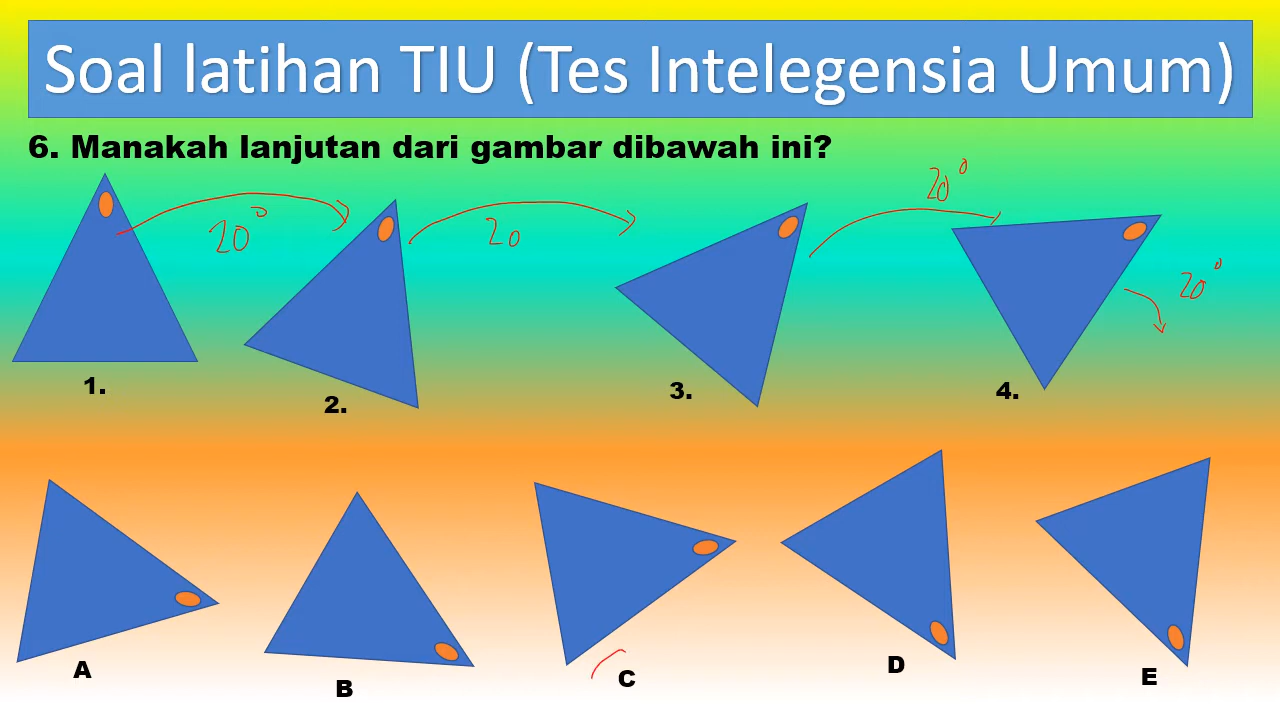 Soal latihan TIU (Tes Intelegensia Umum)
6. Manakah lanjutan dari gambar dibawah ini?
20°
20°
20
20°
1.
2.
3.
4.
A
B
C
D
E